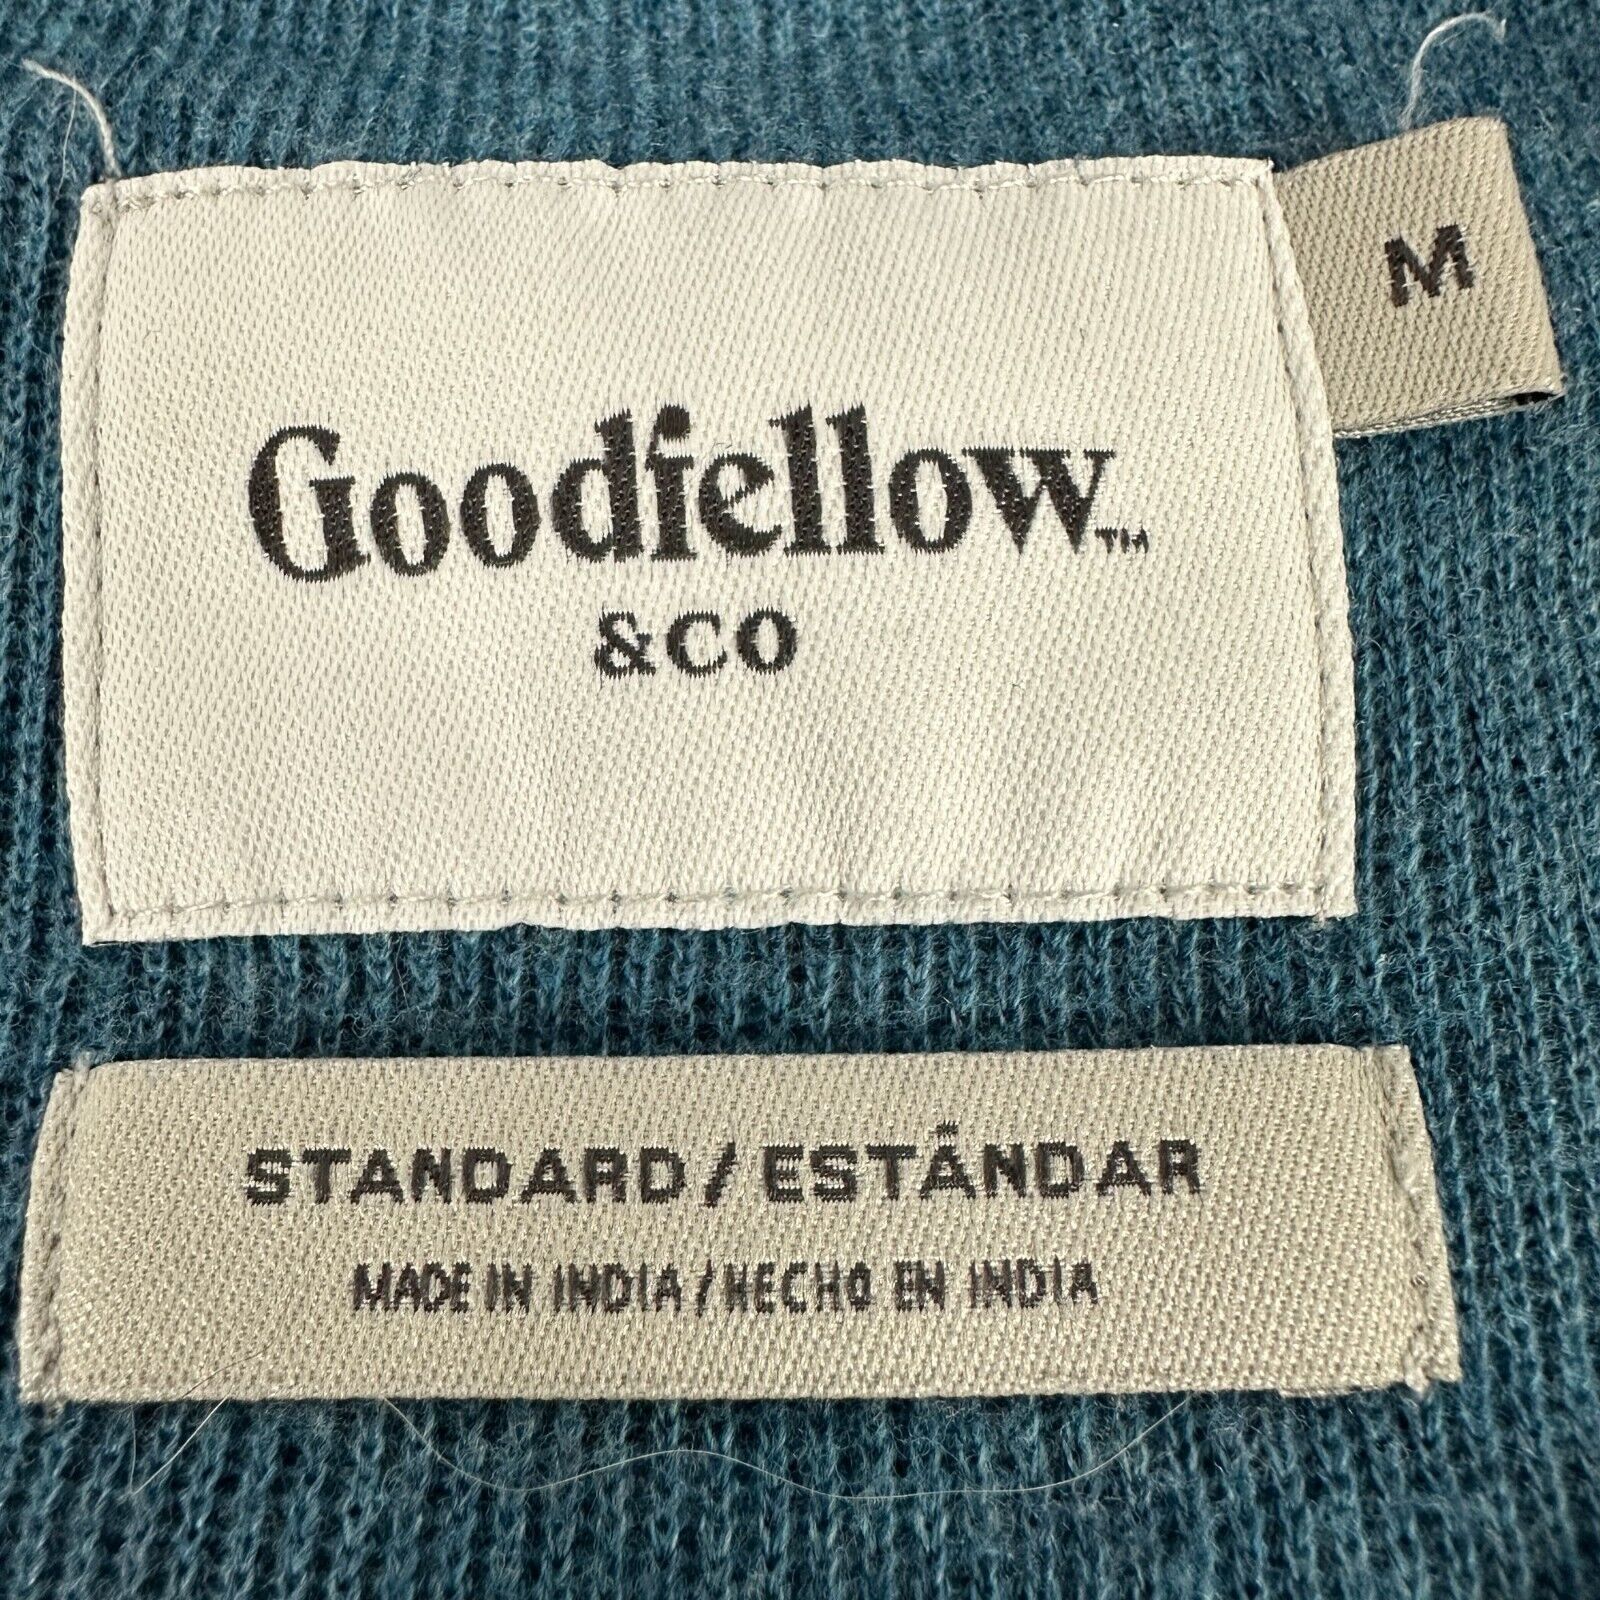 Goodfellow™
& CO
M
STANDARD / ESTÁNDAR
MADE IN INDIA / HECHO EN INDIA